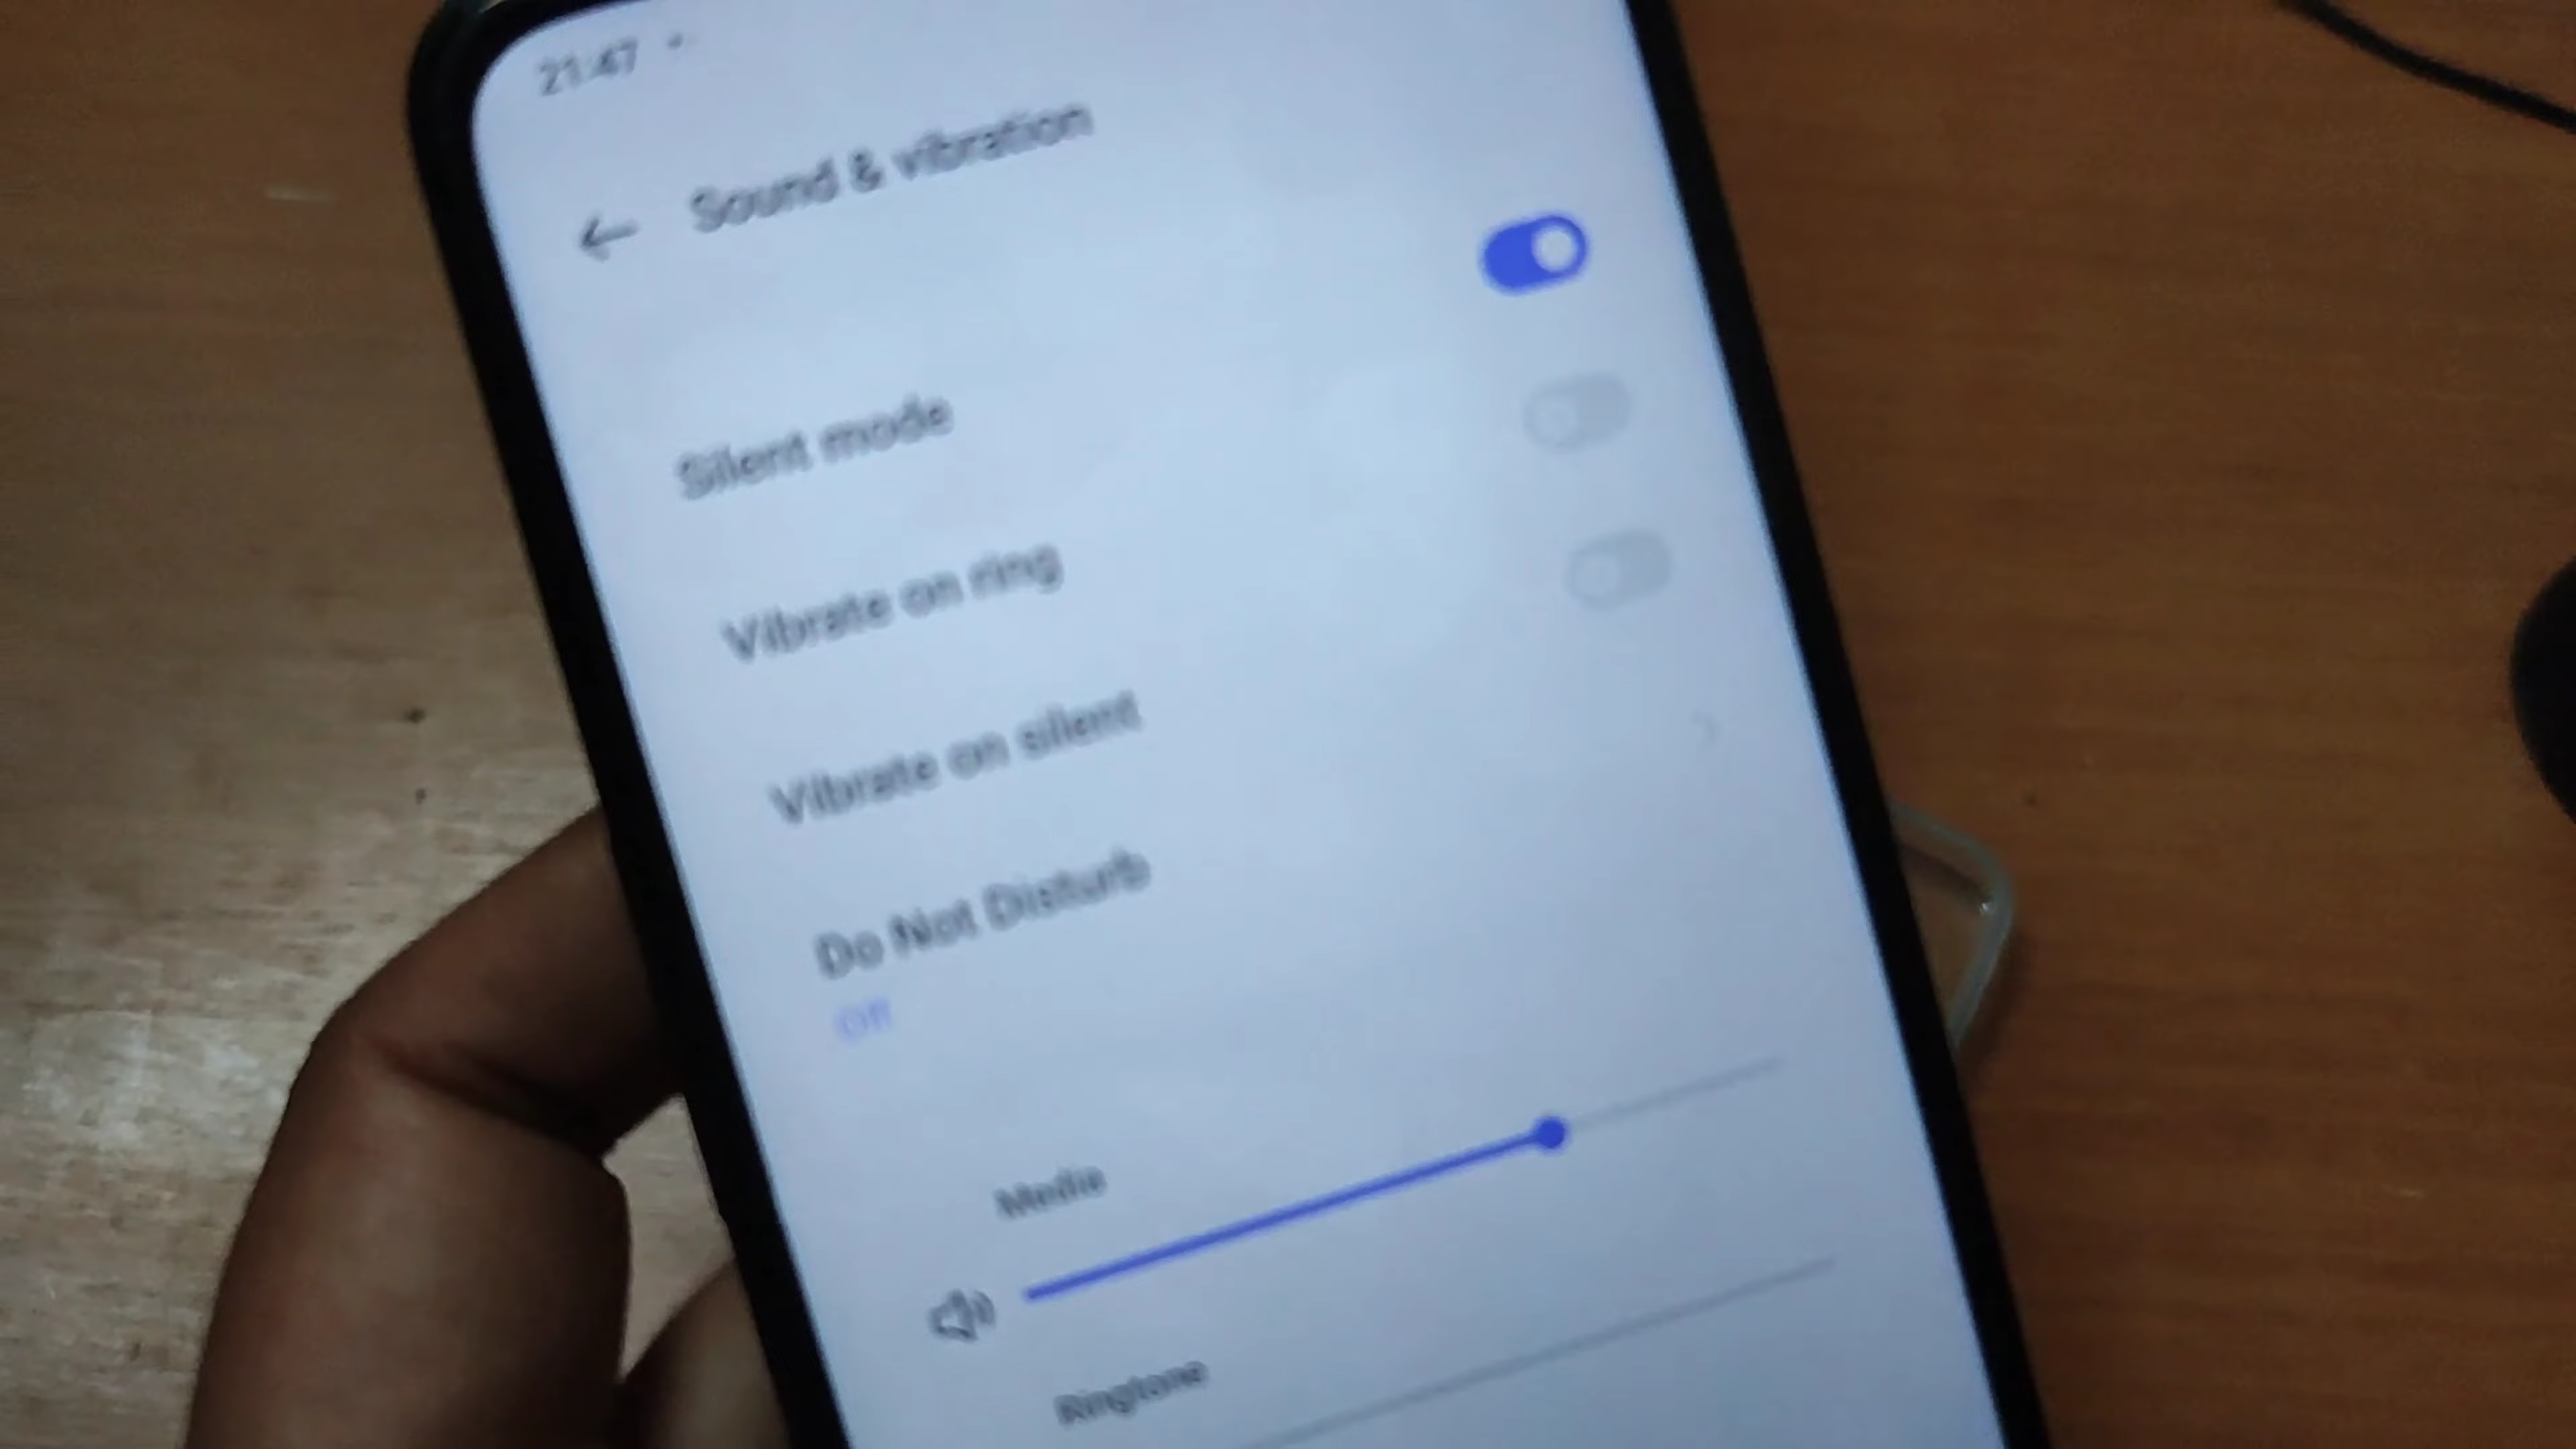 21:47
Sound & vibration
Silent mode
Vibrate on ring
Vibrate on silent
Do Not Disturb
Off
Media
Ringtone